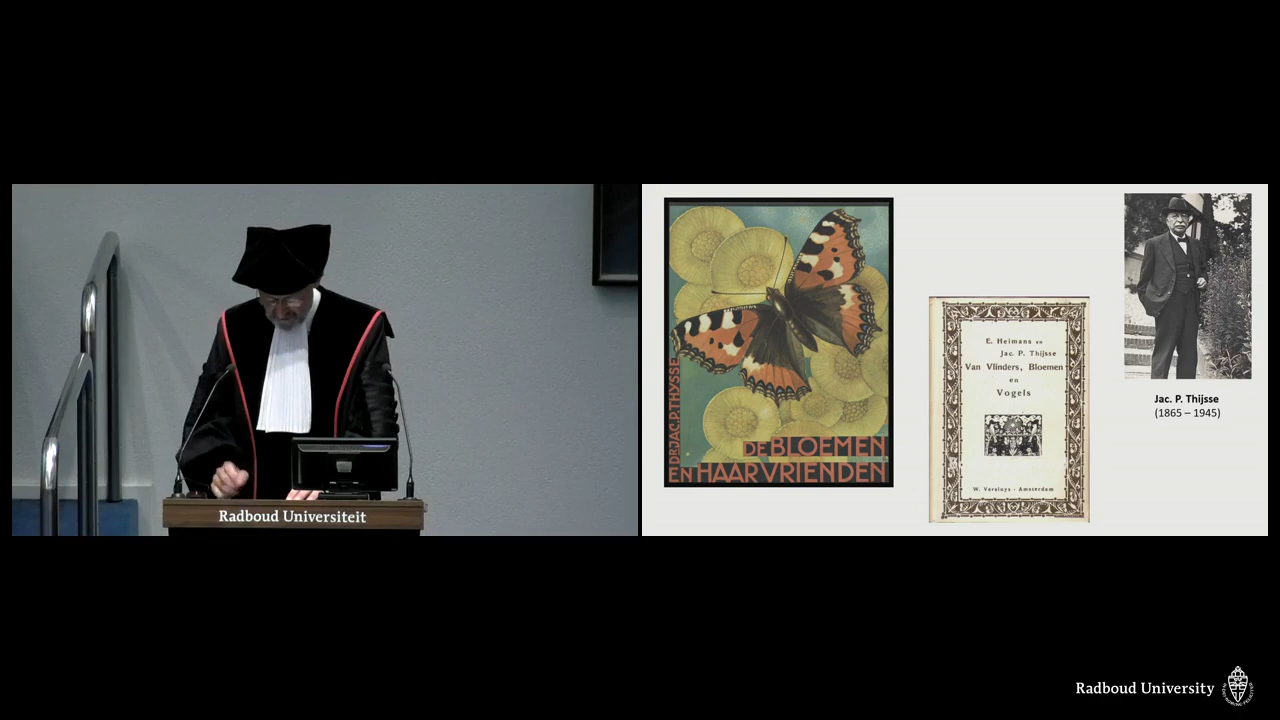 Radboud Universiteit
E DR JAC. P. THYSSE
DE BLOEMEN
EN HAAR VRIENDEN
E. Heimans en
Jac. P. Thijsse
Van Vlinders, Bloemen
en
Vogels
W. Versluys - Amsterdam
Jac. P. Thijsse
(1865 – 1945)
Radboud University